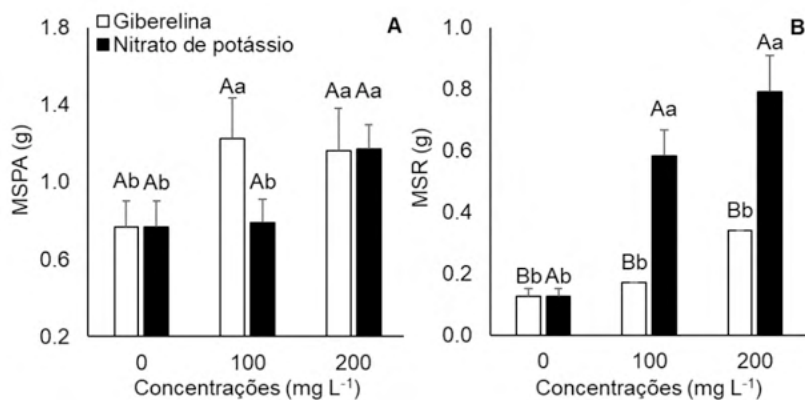 Giberelina
Nitrato de potássio
A
MSPA (g)
1.8
1.4
1.0
0.6
0.2
Ab Ab
Aa
Ab
Aa Aa
0 100 200
Concentrações (mg L⁻¹)
B
MSR (g)
1.0
0.8
0.6
0.4
0.2
0.0
Bb Ab
Bb
Aa
Bb
Aa
0 100 200
Concentrações (mg L⁻¹)